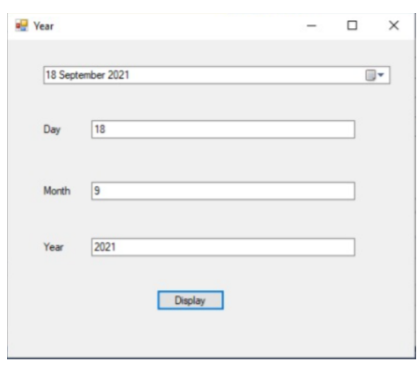 Year
18 September 2021
Day 18
Month 9
Year 2021
Display